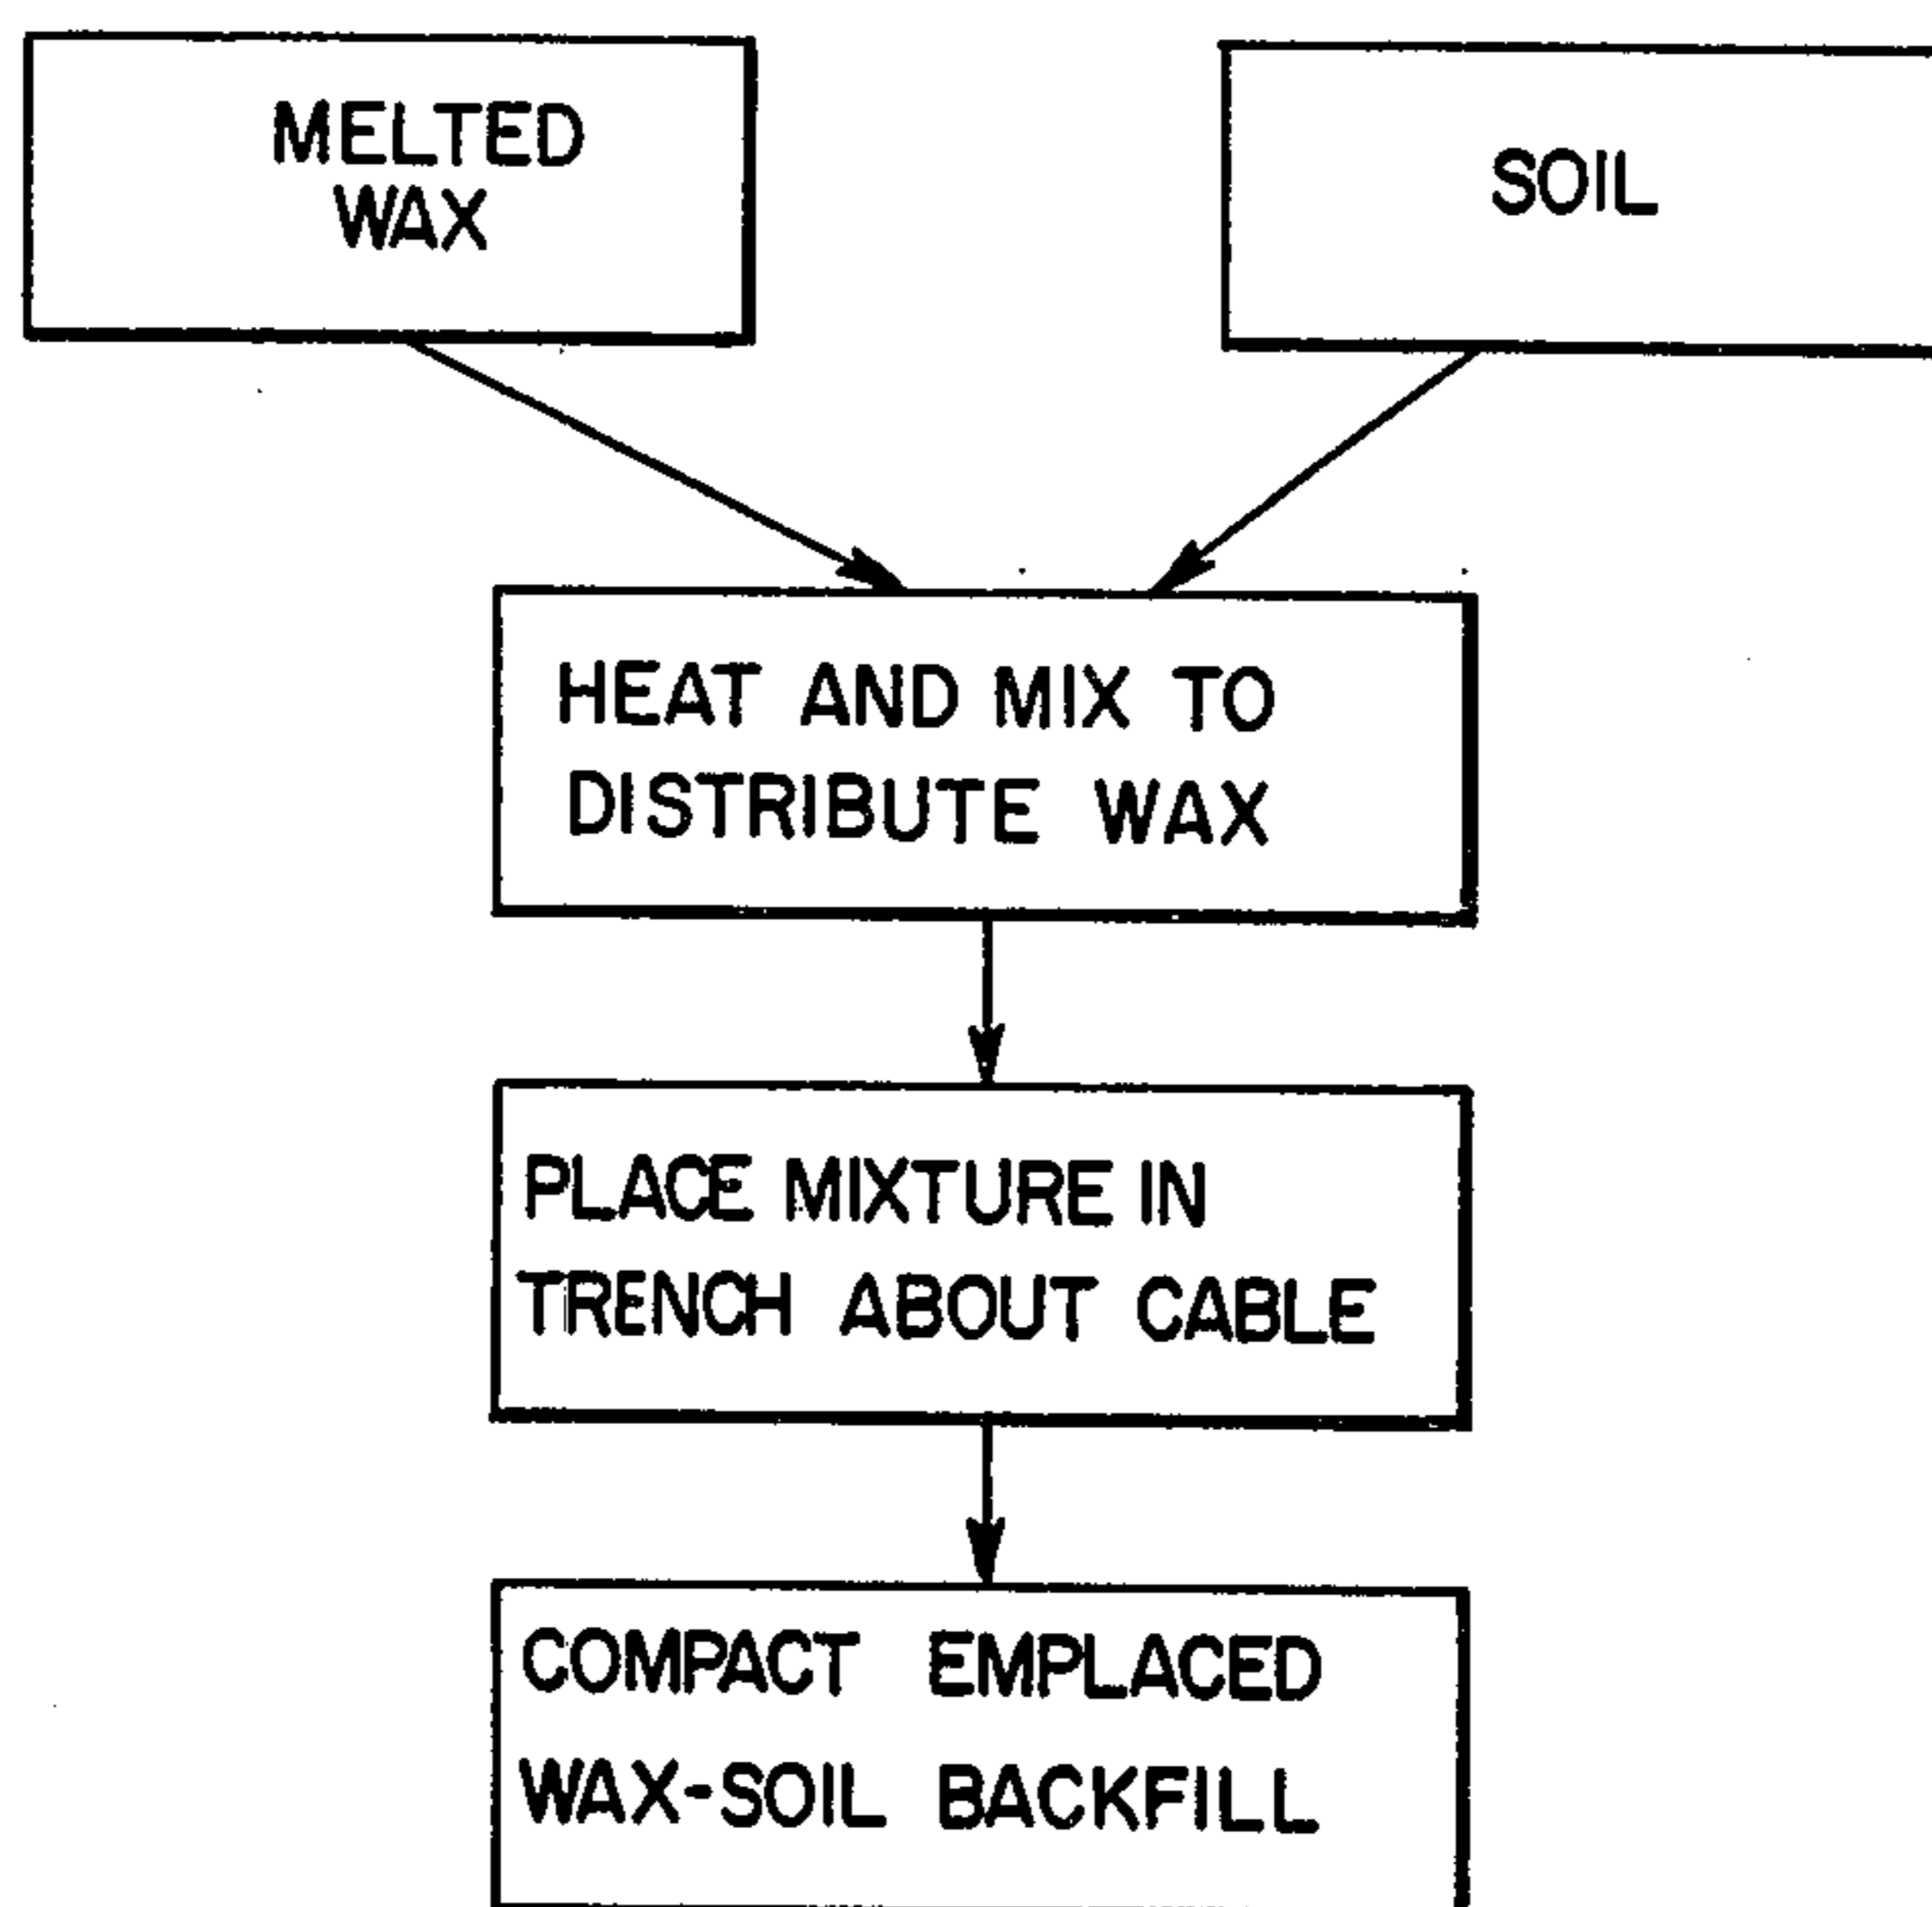 MELTED
WAX
SOIL
HEAT AND MIX TO
DISTRIBUTE WAX
PLACE MIXTURE IN
TRENCH ABOUT CABLE
COMPACT EMPLACED
WAX-SOIL BACKFILL